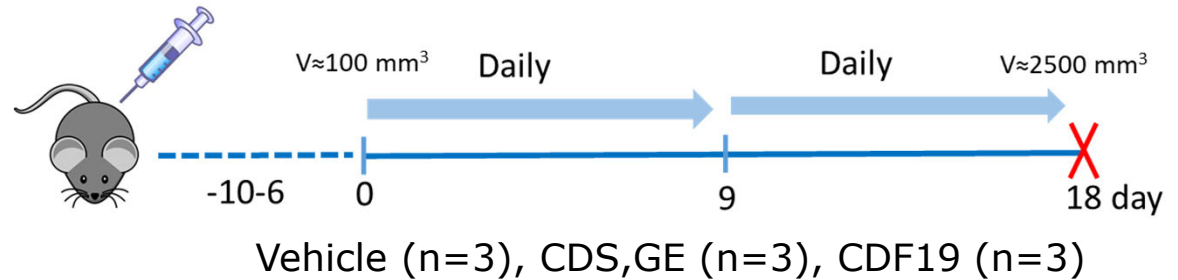 V≈100 mm³ Daily Daily V≈2500 mm³
-10-6 0 9 18 day
Vehicle (n=3), CDS,GE (n=3), CDF19 (n=3)